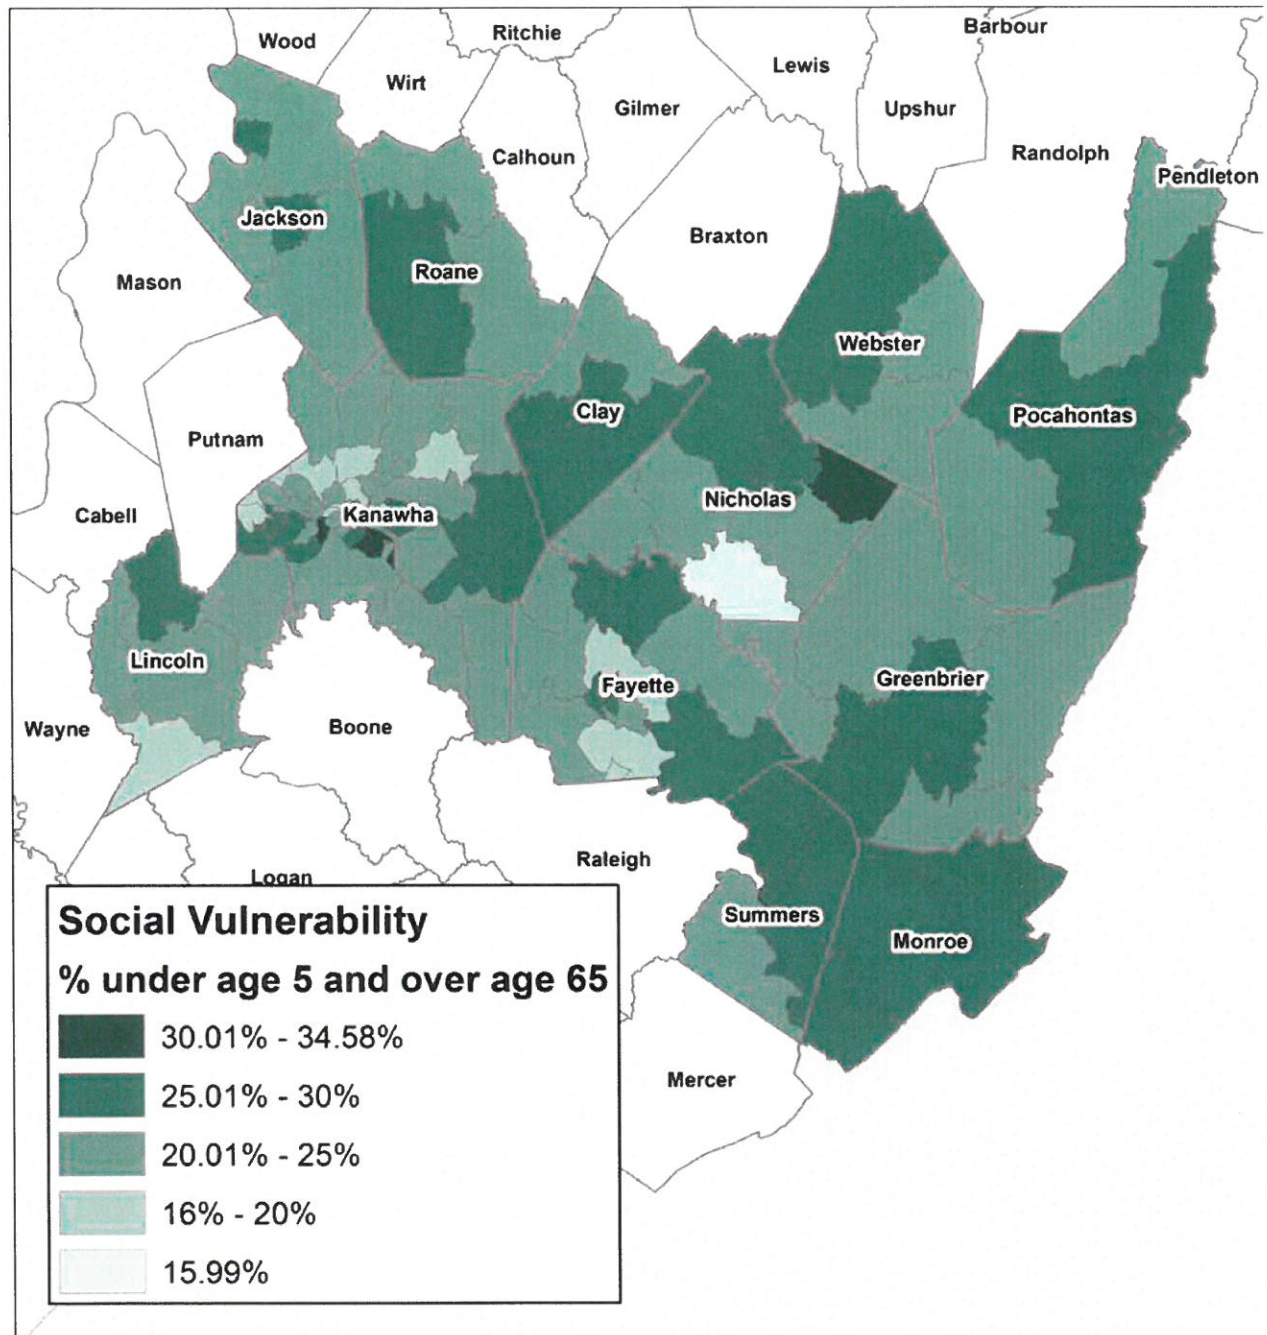 Barbour
Wood
Ritchie
Lewis
Wirt
Gilmer
Upshur
Calhoun
Randolph
Pendleton
Jackson
Braxton
Roane
Mason
Webster
Clay
Pocahontas
Putnam
Nicholas
Cabell
Kanawha
Lincoln
Greenbrier
Fayette
Wayne
Boone
Raleigh
Logan
Summers
Monroe
Mercer
Social Vulnerability
% under age 5 and over age 65
30.01% - 34.58%
25.01% - 30%
20.01% - 25%
16% - 20%
15.99%